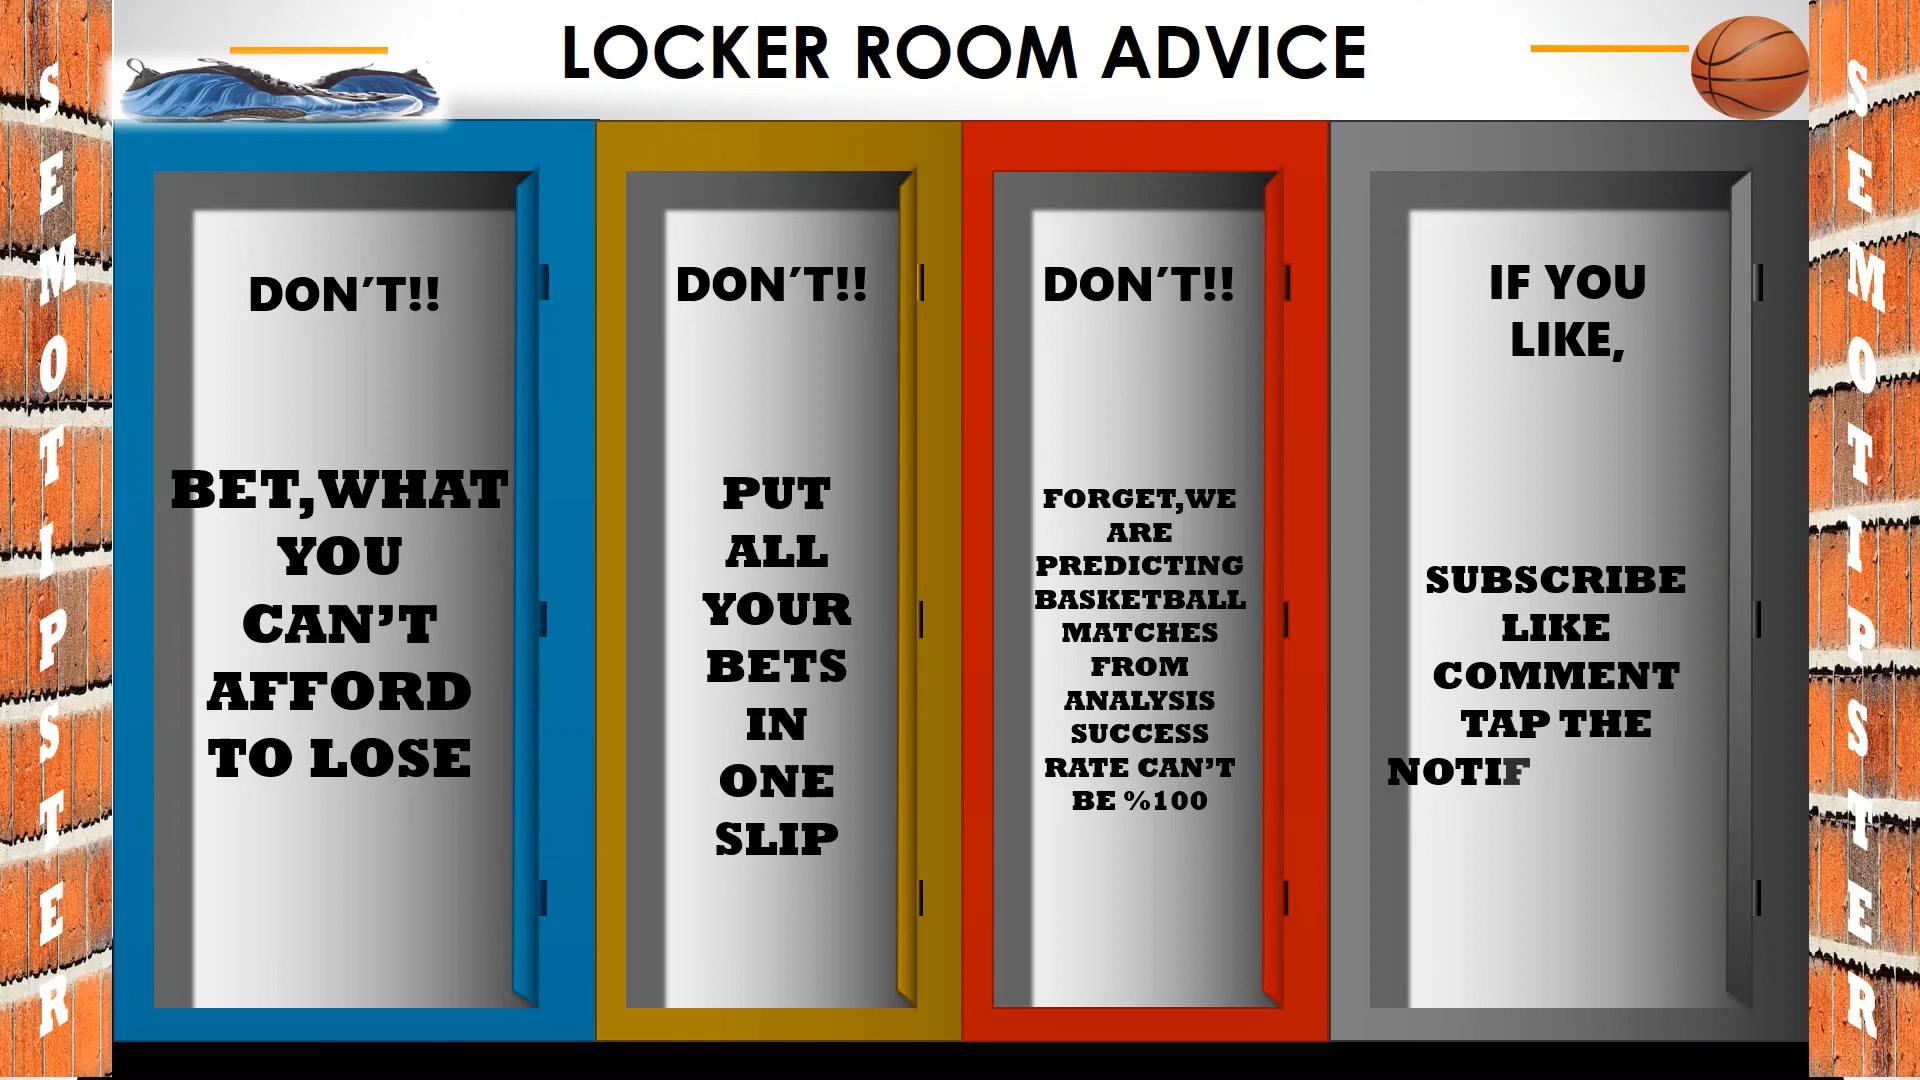 LOCKER ROOM ADVICE
SEMOTIPSTER
DON'T!!
BET,WHAT
YOU
CAN'T
AFFORD
TO LOSE
DON'T!!
PUT
ALL
YOUR
BETS
IN
ONE
SLIP
DON'T!!
FORGET,WE
ARE
PREDICTING
BASKETBALL
MATCHES
FROM
ANALYSIS
SUCCESS
RATE CAN'T
BE %100
IF YOU
LIKE,
SUBSCRIBE
LIKE
COMMENT
TAP THE
NOTIF
SEMOTIPSTER